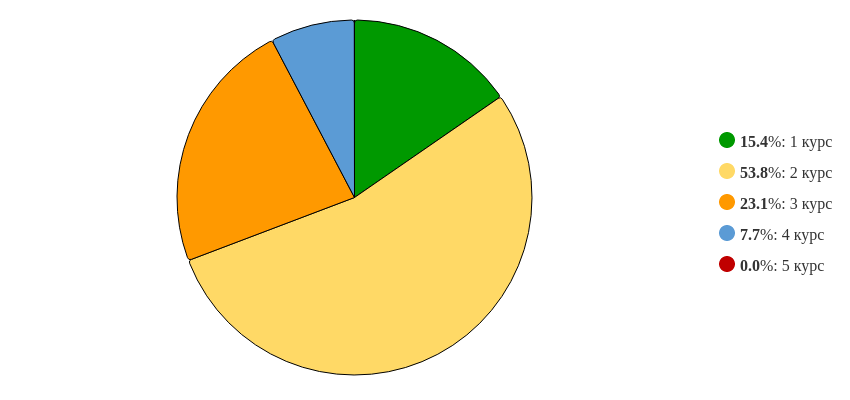 15.4%: 1 курс
53.8%: 2 курс
23.1%: 3 курс
7.7%: 4 курс
0.0%: 5 курс